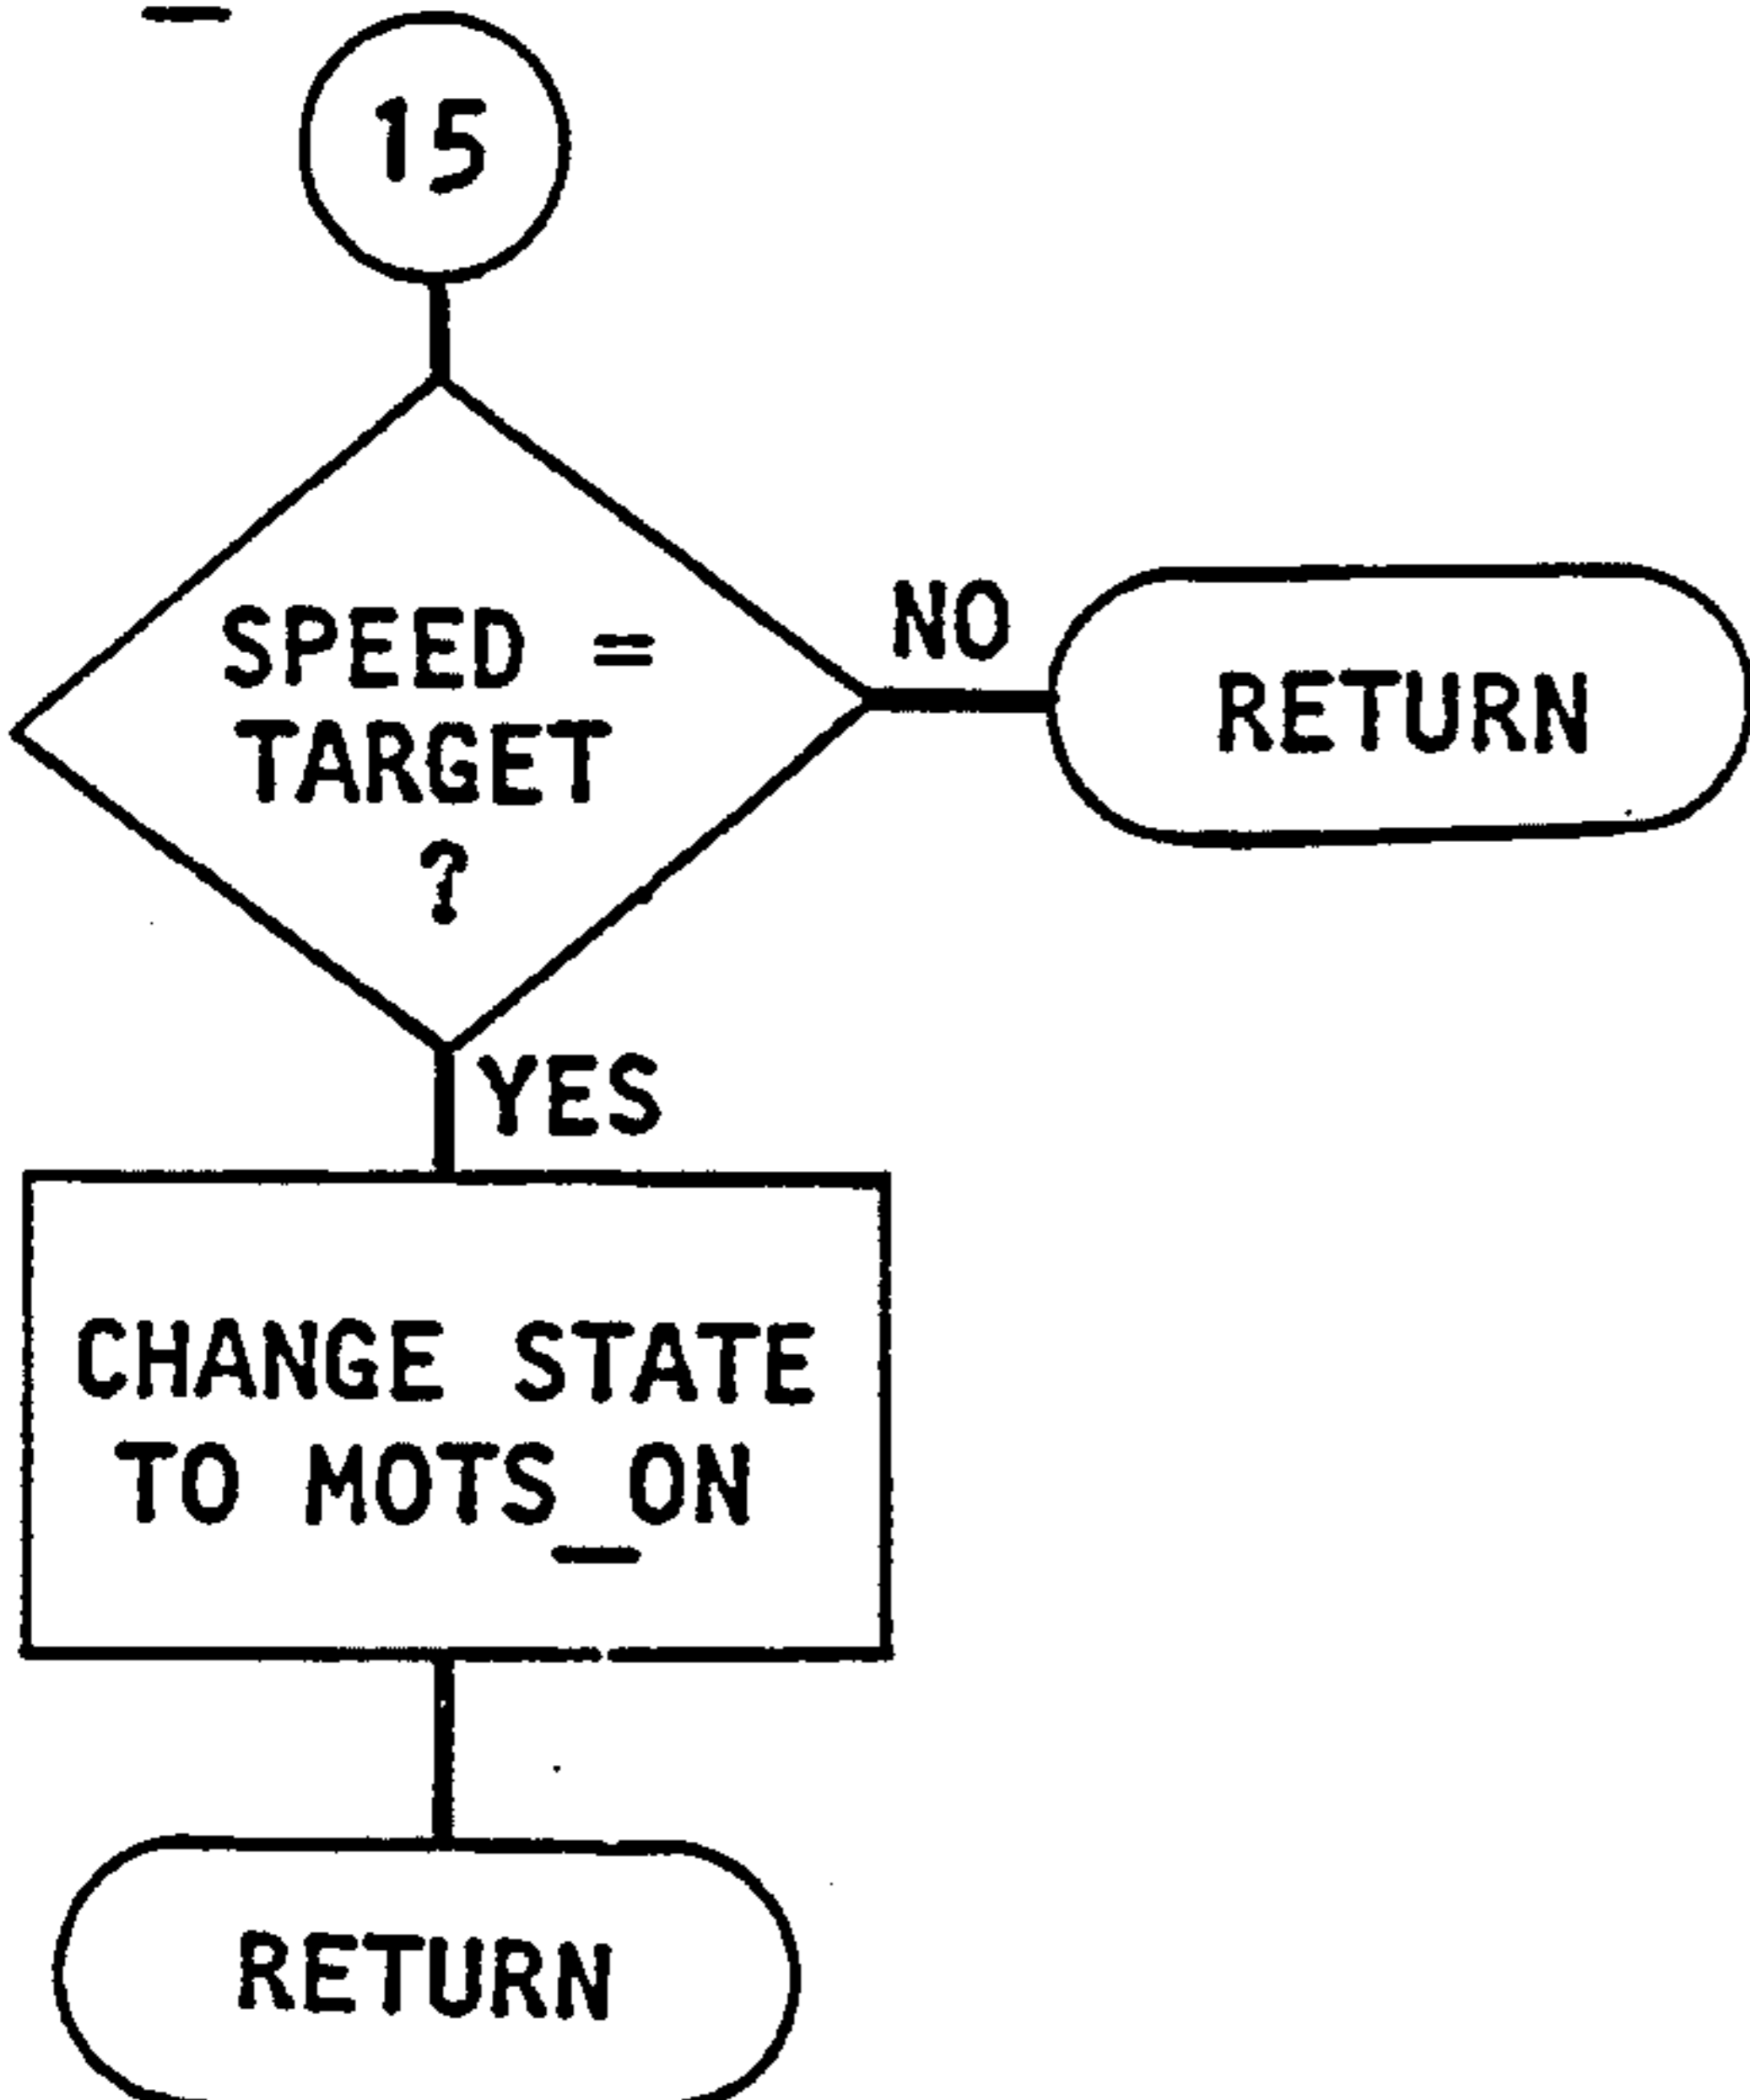 15
SPEED =
TARGET
?
NO
RETURN
YES
CHANGE STATE
TO MOTS_ON
RETURN